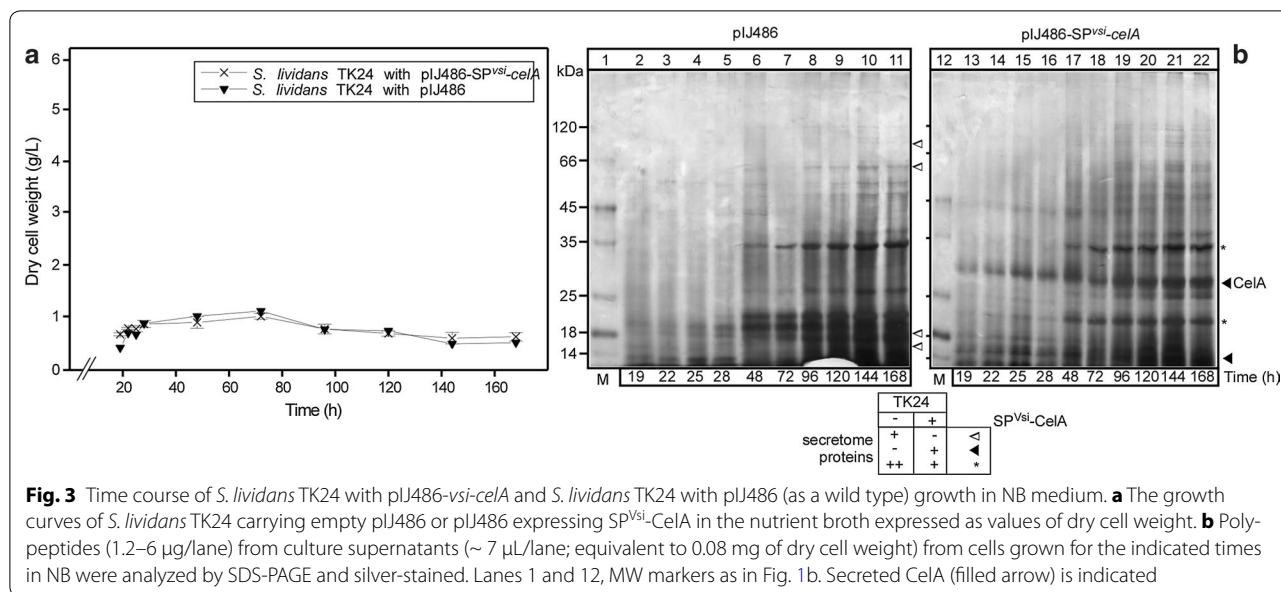 a
6
5
4
3
2
1
0
Dry cell weight (g/L)
S. lividans TK24 with pIJ486-SPvsi-celA
S. lividans TK24 with pIJ486
20 40 60 80 100 120 140 160
Time (h)
pIJ486
pIJ486-SPvsi-celA
b
kDa
1 2 3 4 5 6 7 8 9 10 11
12 13 14 15 16 17 18 19 20 21 22
120
66
45
35
25
18
14
*
CelA
*
M 19 22 25 28 48 72 96 120 144 168
M 19 22 25 28 48 72 96 120 144 168 Time (h)
TK24
- + SPVsi-CelA
secretome proteins
+ -
- +
++ + *
Fig. 3 Time course of S. lividans TK24 with pIJ486-vsi-celA and S. lividans TK24 with pIJ486 (as a wild type) growth in NB medium. a The growth
curves of S. lividans TK24 carrying empty pIJ486 or pIJ486 expressing SPVsi-CelA in the nutrient broth expressed as values of dry cell weight. b Poly-
peptides (1.2–6 µg/lane) from culture supernatants (~ 7 µL/lane; equivalent to 0.08 mg of dry cell weight) from cells grown for the indicated times
in NB were analyzed by SDS-PAGE and silver-stained. Lanes 1 and 12, MW markers as in Fig. 1b. Secreted CelA (filled arrow) is indicated